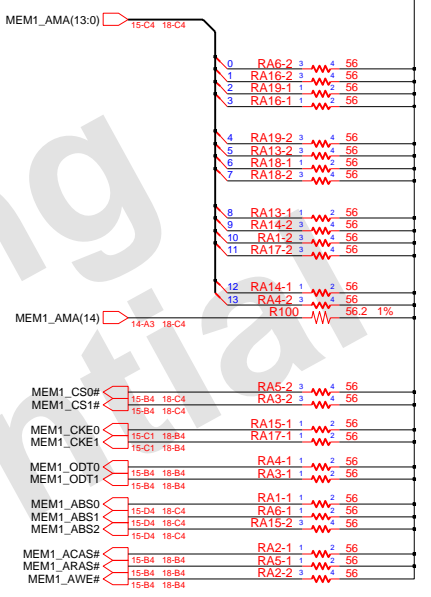 MEM1_AMA(13:0) 15-C4 18-C4
0 RA6-2 3 4 56
1 RA16-2 3 4 56
2 RA19-1 1 2 56
3 RA16-1 1 2 56
4 RA19-2 3 4 56
5 RA13-2 3 4 56
6 RA18-1 1 2 56
7 RA18-2 3 4 56
8 RA13-1 1 2 56
9 RA14-2 3 4 56
10 RA1-2 3 4 56
11 RA17-2 3 4 56
12 RA14-1 1 2 56
13 RA4-2 3 4 56
MEM1_AMA(14) 14-A3 18-C4 R100 56.2 1%
MEM1_CS0# 15-B4 18-C4 RA5-2 3 4 56
MEM1_CS1# 15-B4 18-C4 RA3-2 3 4 56
MEM1_CKE0 15-C1 18-B4 RA15-1 1 2 56
MEM1_CKE1 15-C1 18-B4 RA17-1 1 2 56
MEM1_ODT0 15-B4 18-B4 RA4-1 1 2 56
MEM1_ODT1 15-B4 18-B4 RA3-1 1 2 56
MEM1_ABS0 15-D4 18-C4 RA1-1 1 2 56
MEM1_ABS1 15-D4 18-C4 RA6-1 1 2 56
MEM1_ABS2 15-D4 18-C4 RA15-2 3 4 56
MEM1_ACAS# 15-B4 18-B4 RA2-1 1 2 56
MEM1_ARAS# 15-B4 18-B4 RA5-1 1 2 56
MEM1_AWE# 15-B4 18-B4 RA2-2 3 4 56
ng
ntial